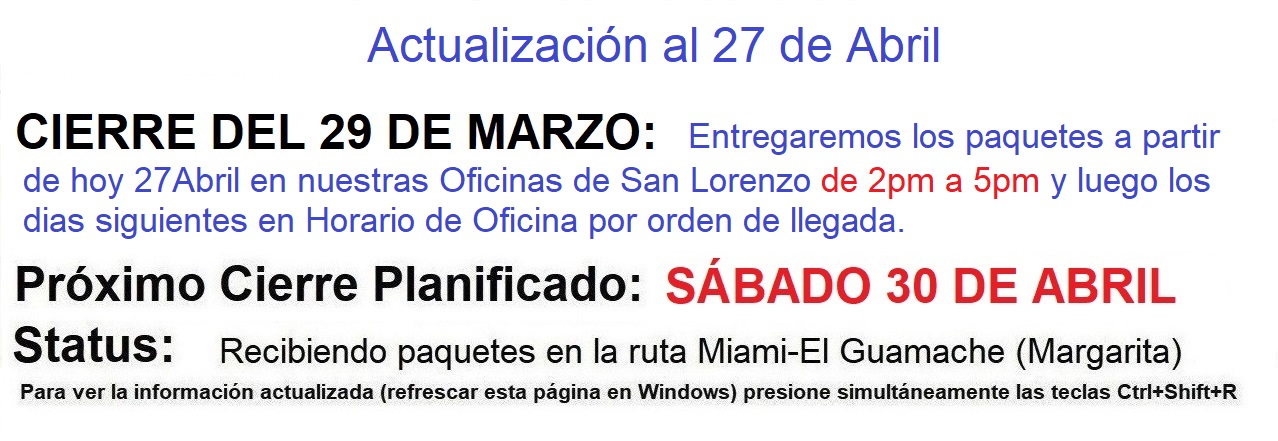 Actualización al 27 de Abril
CIERRE DEL 29 DE MARZO: Entregaremos los paquetes a partir
de hoy 27Abril en nuestras Oficinas de San Lorenzo de 2pm a 5pm y luego los
dias siguientes en Horario de Oficina por orden de llegada.
Próximo Cierre Planificado: SÁBADO 30 DE ABRIL
Status: Recibiendo paquetes en la ruta Miami-El Guamache (Margarita)
Para ver la información actualizada (refrescar esta página en Windows) presione simultáneamente las teclas Ctrl+Shift+R